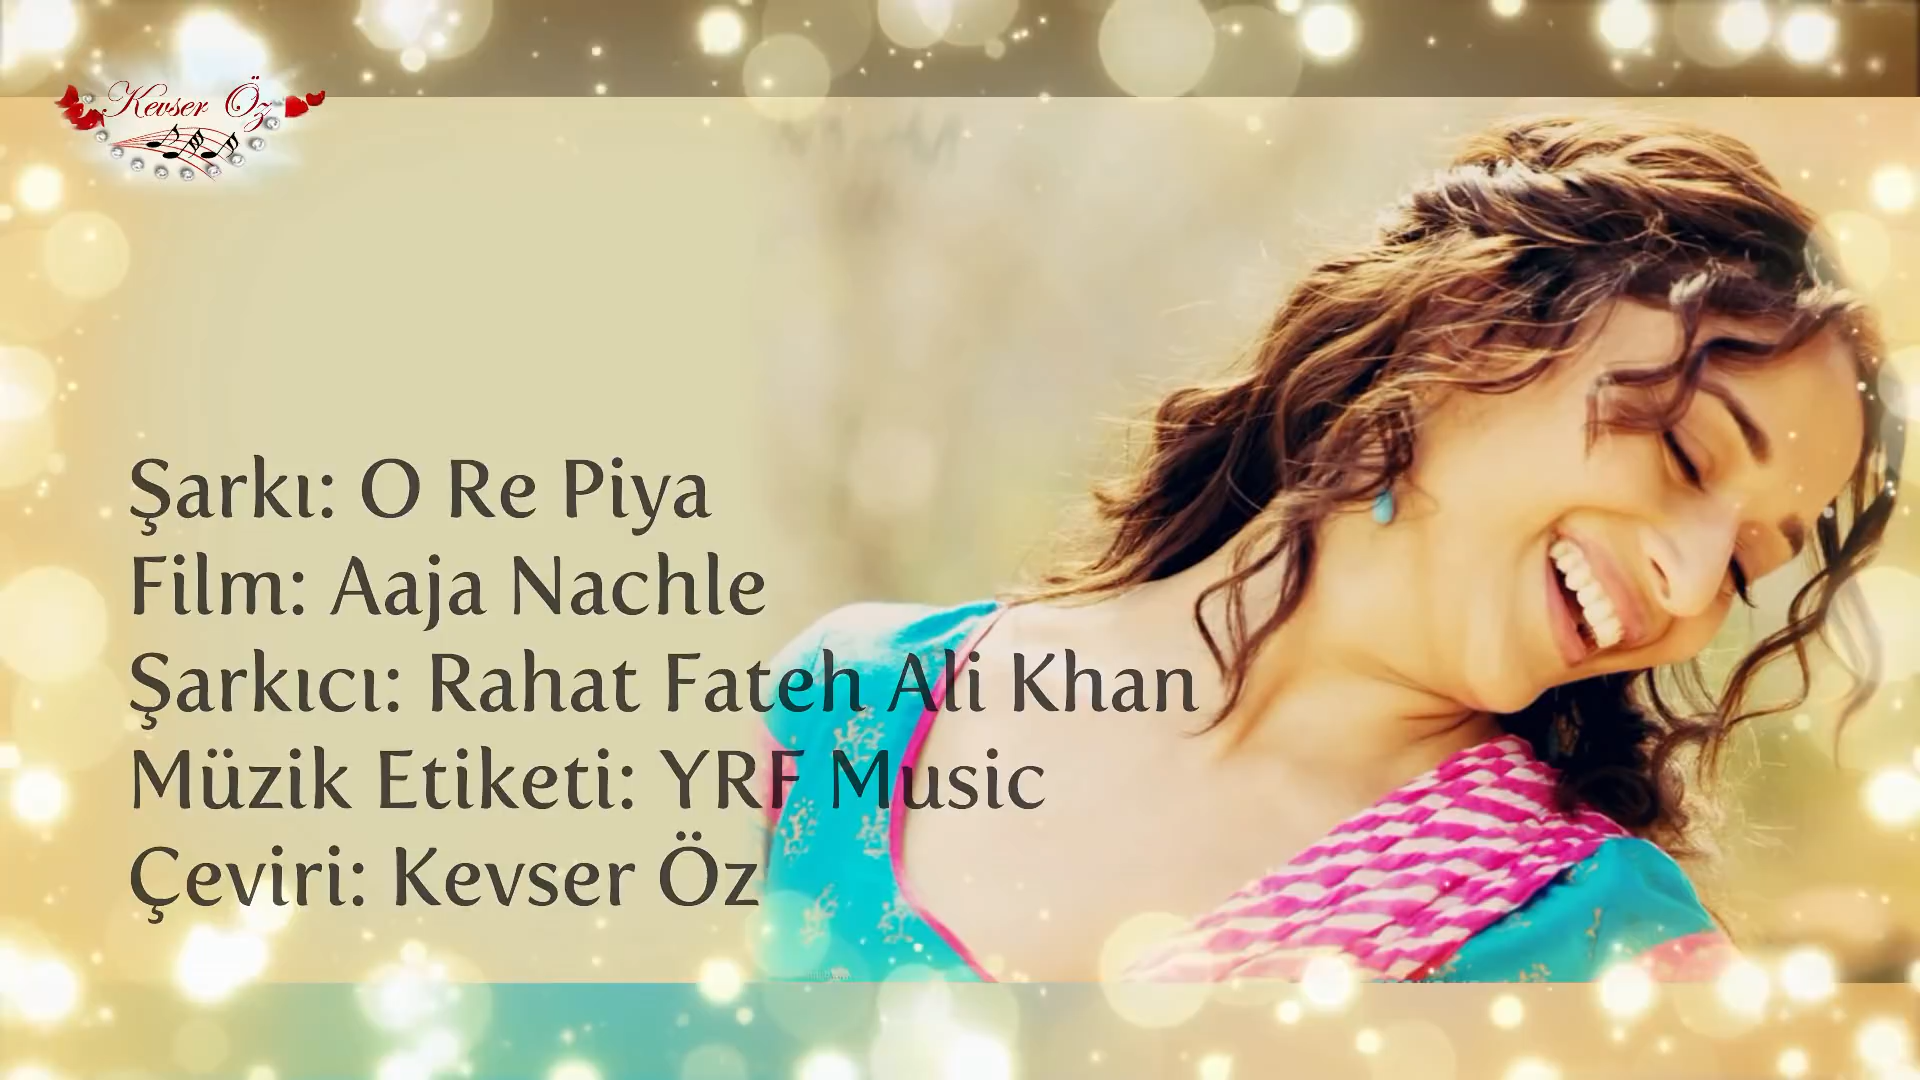 Kevser Öz
Şarkı: O Re Piya
Film: Aaja Nachle
Şarkıcı: Rahat Fateh Ali Khan
Müzik Etiketi: YRF Music
Çeviri: Kevser Öz